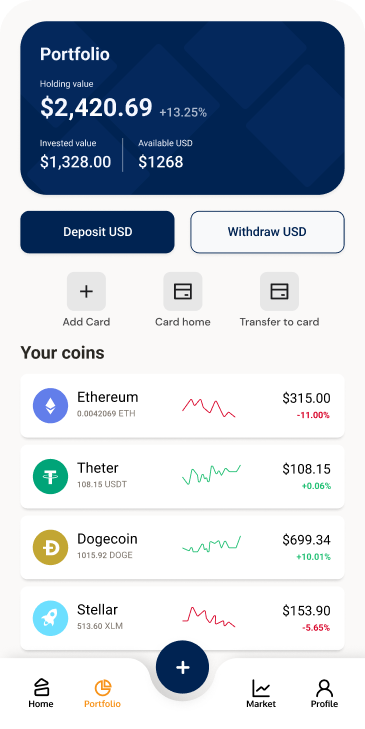 Portfolio
Holding value
$2,420.69 +13.25%
Invested value Available USD
$1,328.00 $1268
Deposit USD Withdraw USD
Add Card Card home Transfer to card
Your coins
Ethereum $315.00
0.0042069 ETH -11.00%
Theter $108.15
108.15 USDT +0.06%
Dogecoin $699.34
1015.92 DOGE +10.01%
Stellar $153.90
513.60 XLM -5.65%
Home Portfolio Market Profile